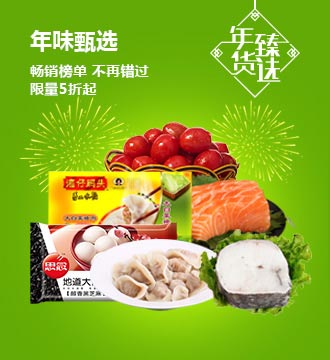 年味甄选
畅销榜单 不再错过
限量5折起
年货
臻选
湾仔码头
思念
地道大